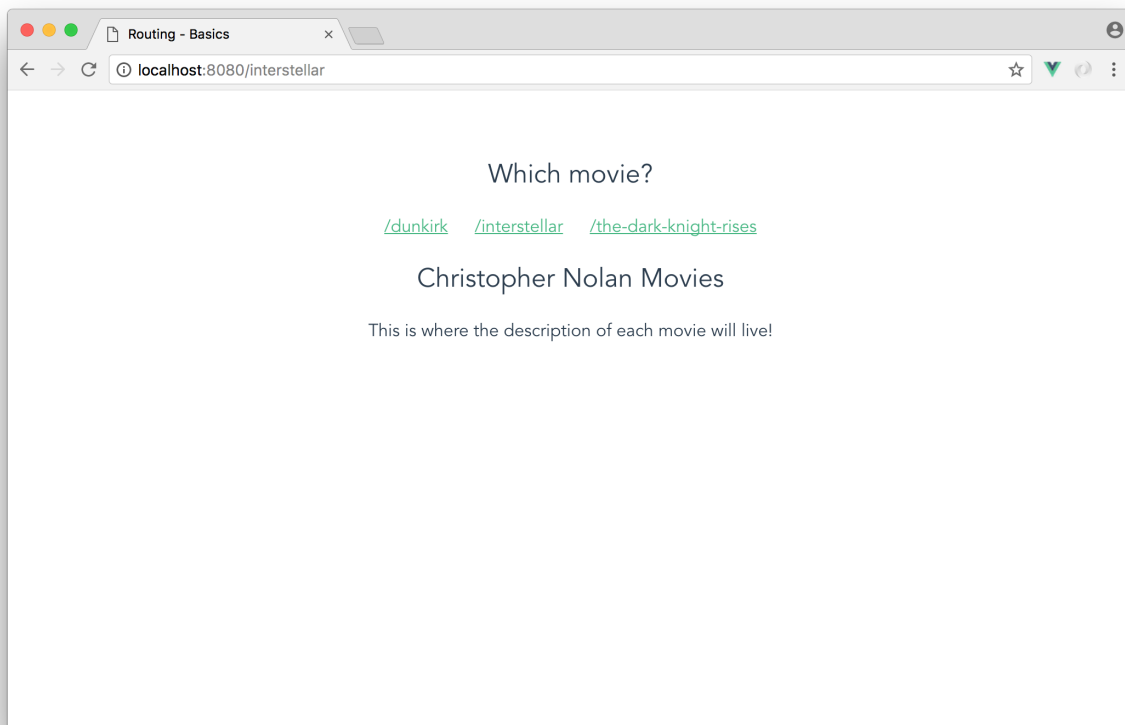 Routing - Basics
localhost:8080/interstellar
Which movie?
/dunkirk /interstellar /the-dark-knight-rises
Christopher Nolan Movies
This is where the description of each movie will live!